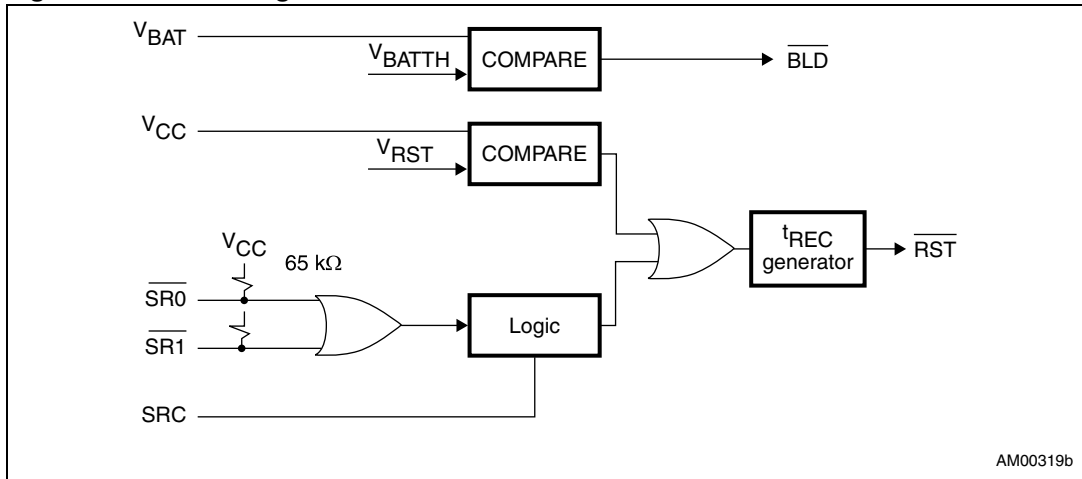 VBAT
VBATTH
COMPARE
BLD
VCC
VRST
COMPARE
VCC
65 kΩ
tREC
generator
RST
SR0
SR1
Logic
SRC
AM00319b